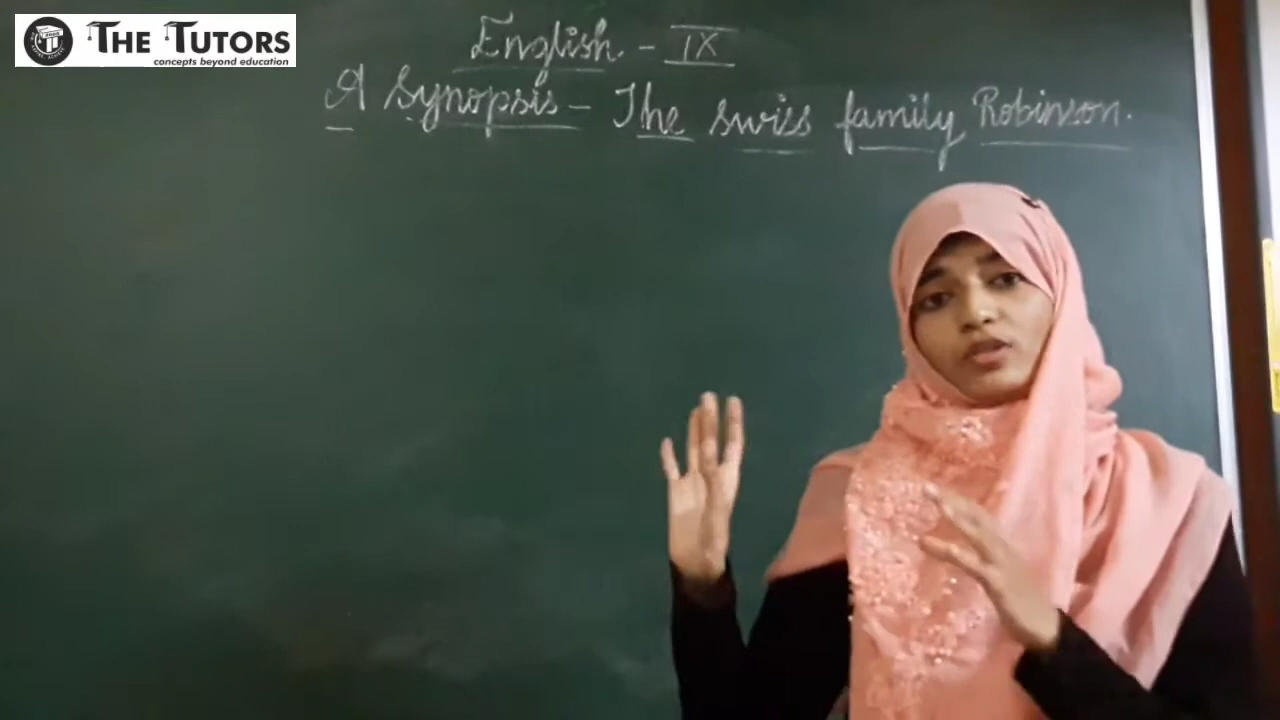 THE TUTORS
concepts beyond education
English - IX
A Synopsis - The swiss family Robinson.